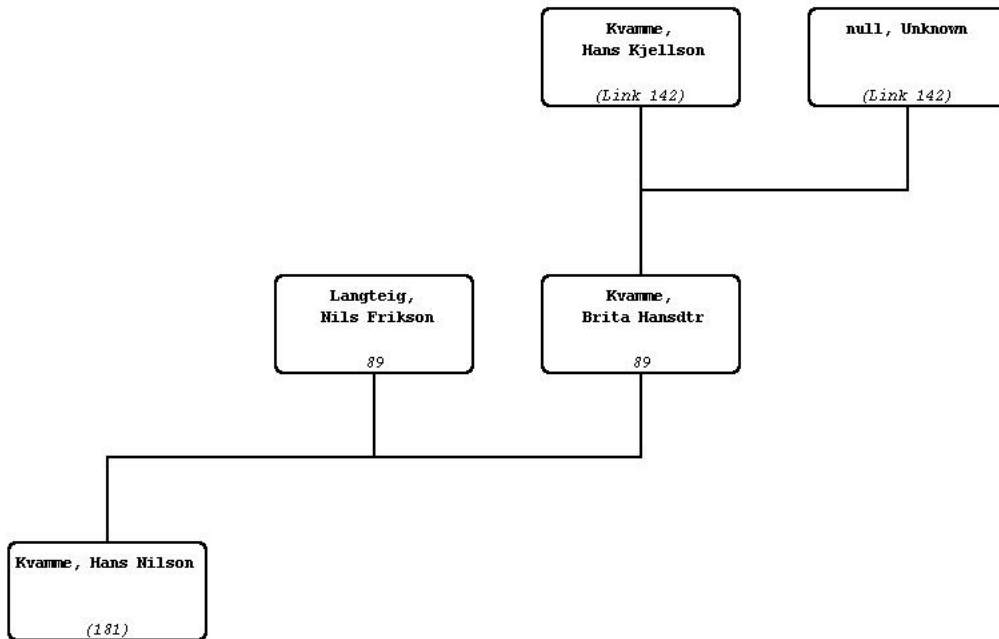 Kvamme,
Hans Kjellson
(Link 142)
null, Unknown
(Link 142)
Langteig,
Nils Frikson
89
Kvamme,
Brita Hansdtr
89
Kvamme, Hans Nilson
(181)